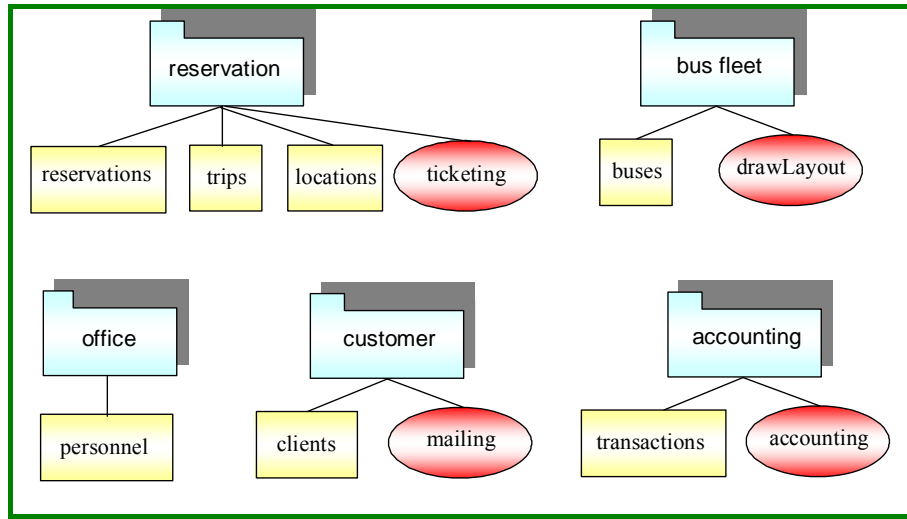 reservation
bus fleet
reservations
trips
locations
ticketing
buses
drawLayout
office
customer
accounting
personnel
clients
mailing
transactions
accounting